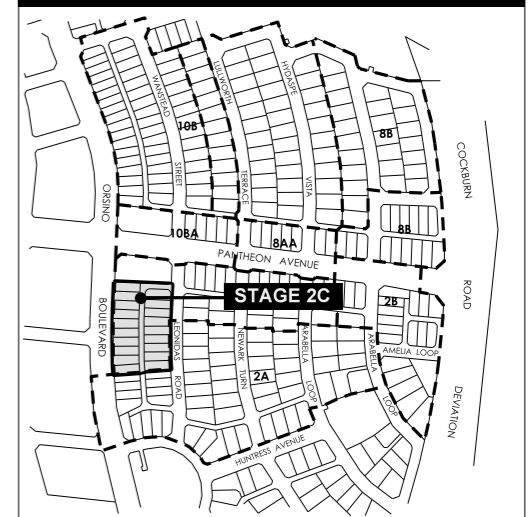 WANSTEAD
STREET
LULLWORTH
TERRACE
HYDASPE
VISTA
10B
8B
COCKBURN
ROAD
DEVIATION
ORSINO
BOULEVARD
10BA
8AA
8B
PANTHEON AVENUE
STAGE 2C
2B
AMELIA LOOP
LEONIDAS
ROAD
NEWARK
TURN
2A
ARABELLA
LOOP
ARABELLA
LOOP
HUNTRESS AVENUE